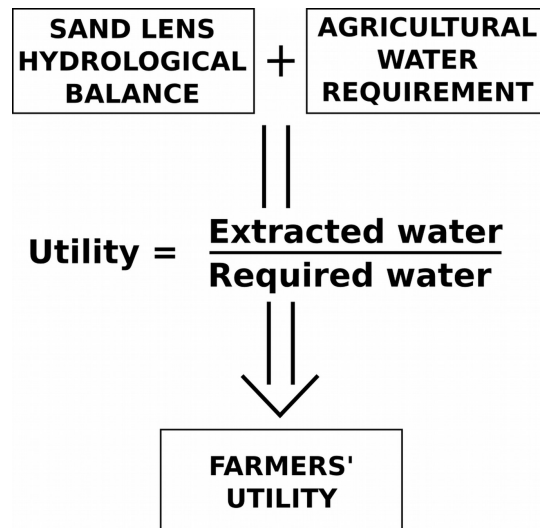 SAND LENS
HYDROLOGICAL
BALANCE
+
AGRICULTURAL
WATER
REQUIREMENT
Utility = Extracted water
Required water
FARMERS'
UTILITY